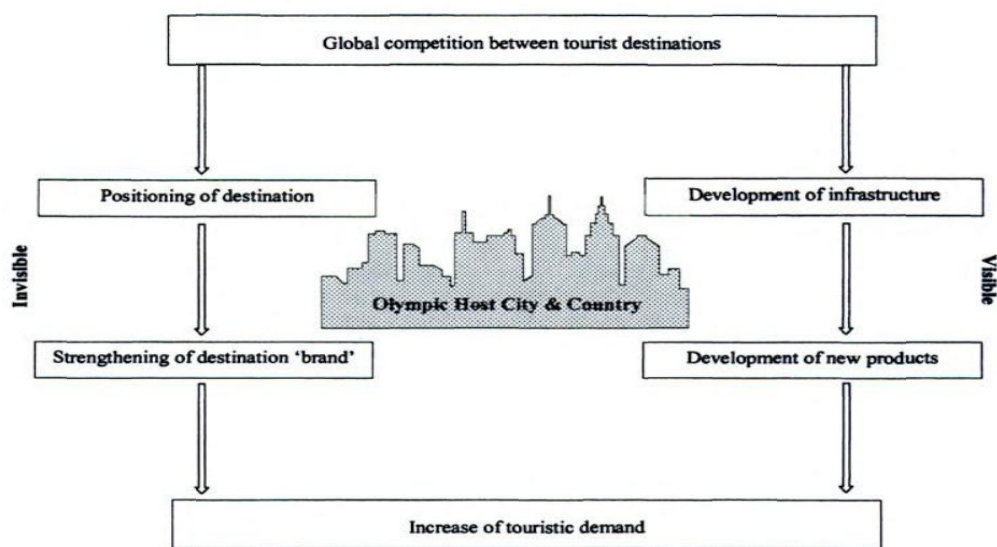 Global competition between tourist destinations
Positioning of destination
Development of infrastructure
Invisible
Olympic Host City & Country
Visible
Strengthening of destination ‘brand’
Development of new products
Increase of touristic demand